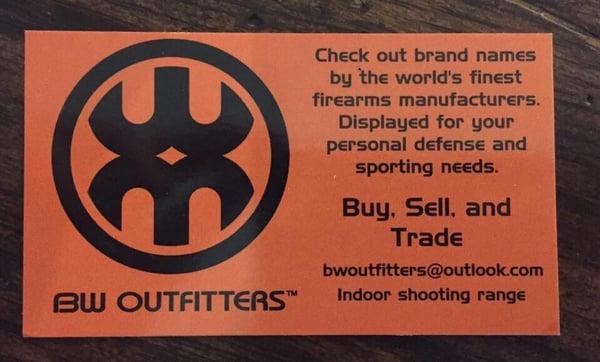 BW OUTFITTERS™
Check out brand names
by the world's finest
firearms manufacturers.
Displayed for your
personal defense and
sporting needs.
Buy, Sell, and
Trade
bwoutfitters@outlook.com
Indoor shooting range